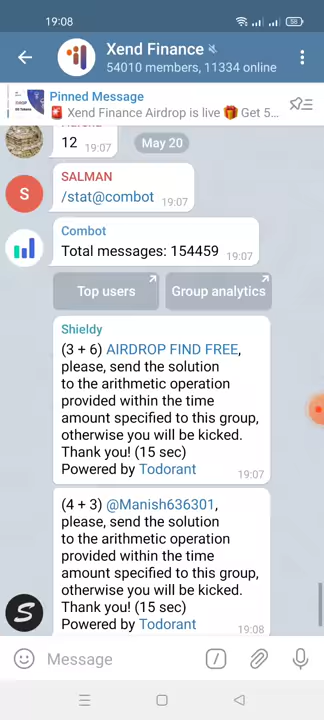 19:08
58
Xend Finance
54010 members, 11334 online
Pinned Message
🚨 Xend Finance Airdrop is live 🎁 Get 5...
12 19:07
May 20
SALMAN
S
/stat@combot 19:07
Combot
Total messages: 154459 19:07
Top users
Group analytics
Shieldy
(3 + 6) AIRDROP FIND FREE,
please, send the solution
to the arithmetic operation
provided within the time
amount specified to this group,
otherwise you will be kicked.
Thank you! (15 sec)
Powered by Todorant
19:07
(4 + 3) @Manish636301,
please, send the solution
to the arithmetic operation
provided within the time
amount specified to this group,
otherwise you will be kicked.
Thank you! (15 sec)
S
Powered by Todorant 19:08
Message